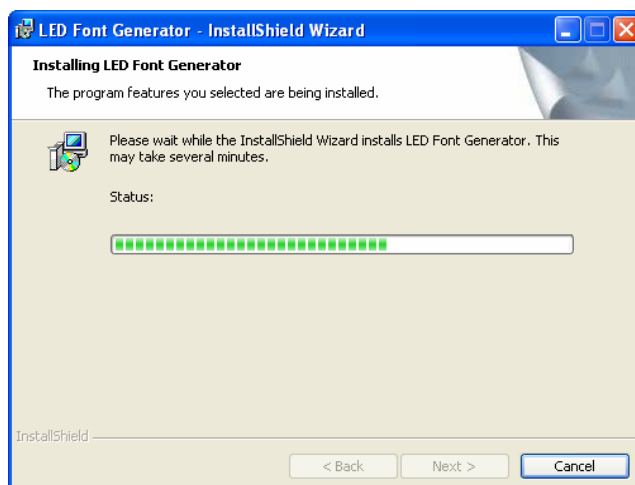 LED Font Generator - InstallShield Wizard
Installing LED Font Generator
The program features you selected are being installed.
Please wait while the InstallShield Wizard installs LED Font Generator. This
may take several minutes.
Status:
InstallShield
< Back Next > Cancel